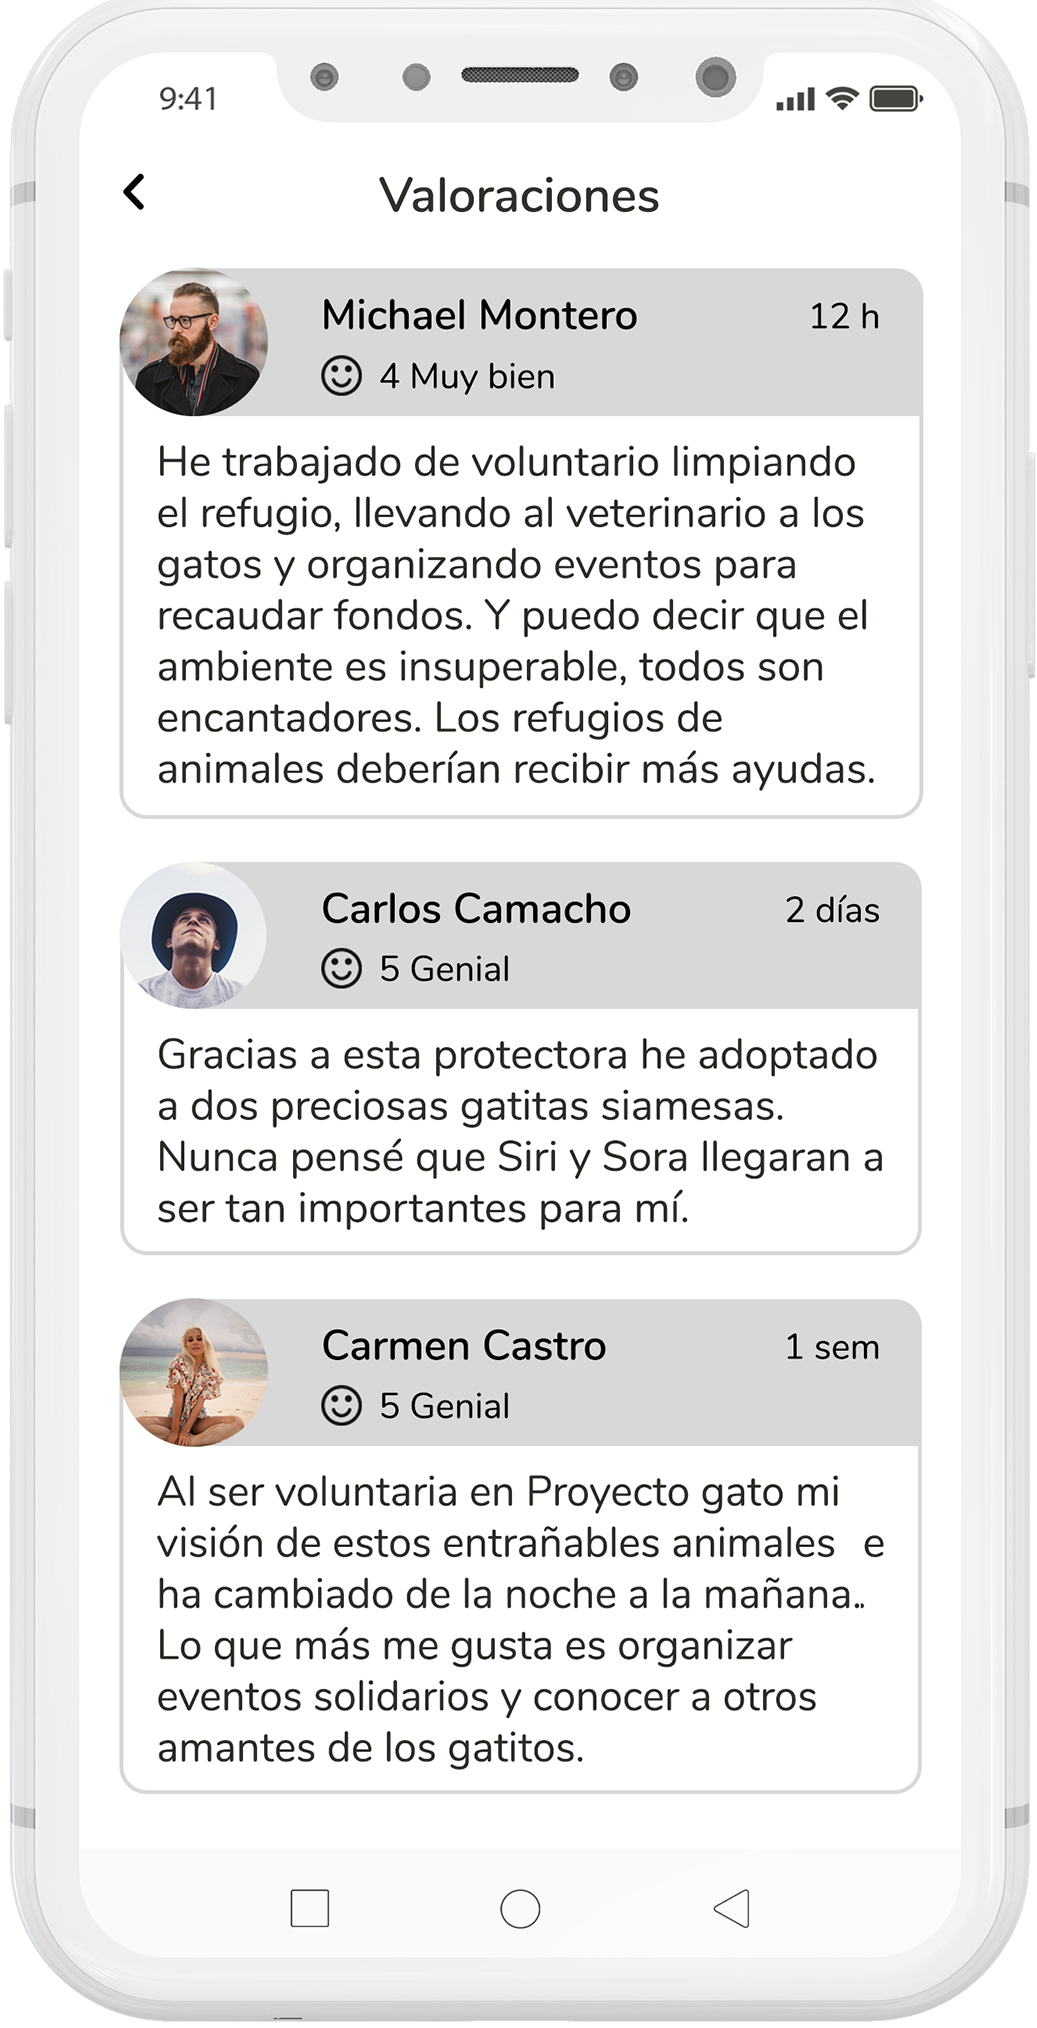 9:41
Valoraciones
Michael Montero 12 h
4 Muy bien
He trabajado de voluntario limpiando
el refugio, llevando al veterinario a los
gatos y organizando eventos para
recaudar fondos. Y puedo decir que el
ambiente es insuperable, todos son
encantadores. Los refugios de
animales deberían recibir más ayudas.
Carlos Camacho 2 días
5 Genial
Gracias a esta protectora he adoptado
a dos preciosas gatitas siamesas.
Nunca pensé que Siri y Sora llegaran a
ser tan importantes para mí.
Carmen Castro 1 sem
5 Genial
Al ser voluntaria en Proyecto gato mi
visión de estos entrañables animales e
ha cambiado de la noche a la mañana..
Lo que más me gusta es organizar
eventos solidarios y conocer a otros
amantes de los gatitos.